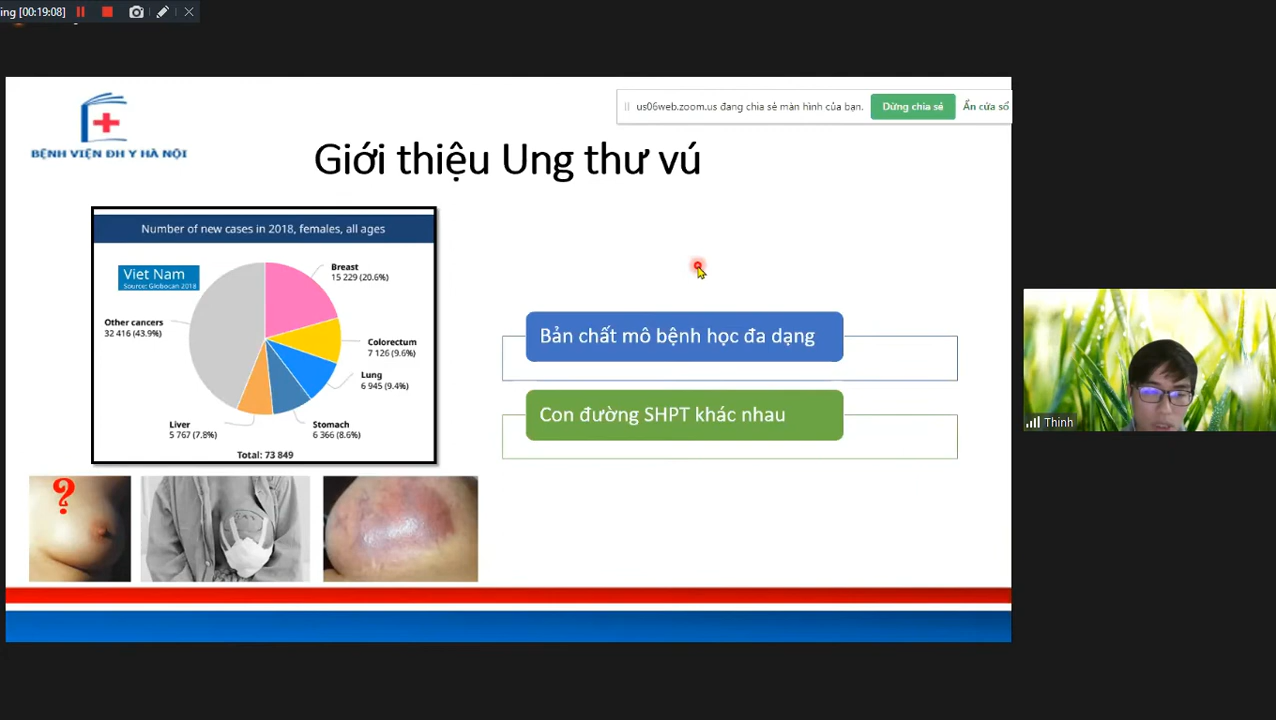 ing [00:19:08]
us06web.zoom.us đang chia sẻ màn hình của bạn.
Dừng chia sẻ
Ẩn cửa sổ
BỆNH VIỆN ĐH Y HÀ NỘI
Giới thiệu Ung thư vú
Number of new cases in 2018, females, all ages
Viet Nam
Source: Globocan 2018
Breast
15 229 (20.6%)
Other cancers
32 416 (43.9%)
Colorectum
7 126 (9.6%)
Lung
6 945 (9.4%)
Liver
5 767 (7.8%)
Stomach
6 366 (8.6%)
Total: 73 849
Bản chất mô bệnh học đa dạng
Con đường SHPT khác nhau
?
Thinh